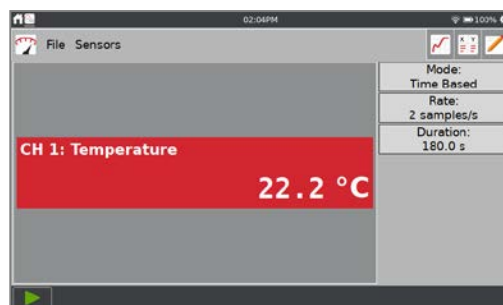 02:04PM
100%
File Sensors
X Y
Mode:
Time Based
Rate:
2 samples/s
Duration:
180.0 s
CH 1: Temperature
22.2 °C